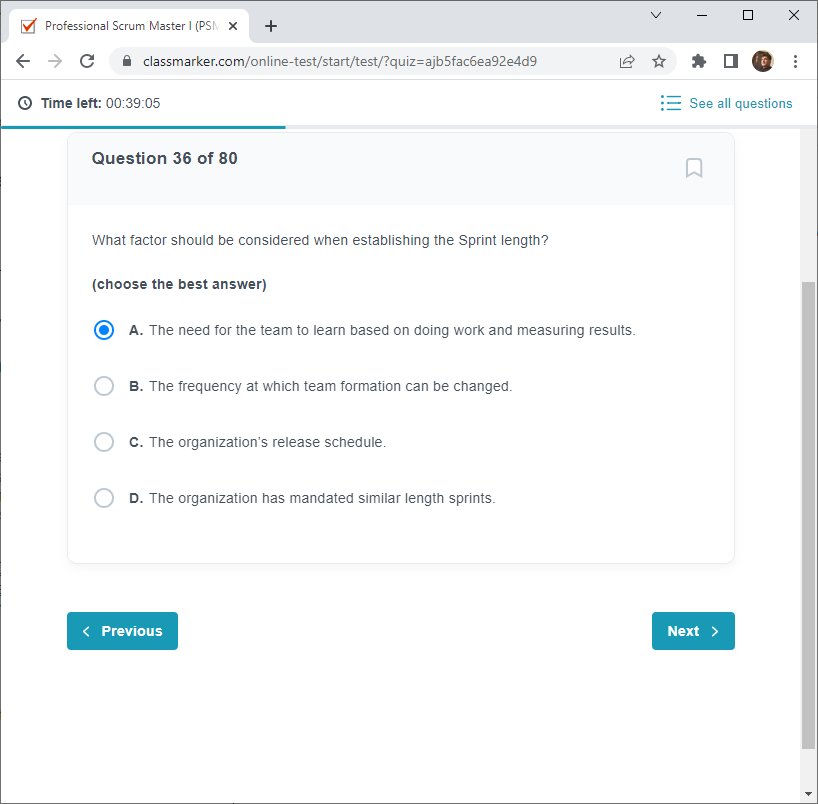 Professional Scrum Master I (PSM
classmarker.com/online-test/start/test/?quiz=ajb5fac6ea92e4d9
Time left: 00:39:05
See all questions
Question 36 of 80
What factor should be considered when establishing the Sprint length?
(choose the best answer)
A. The need for the team to learn based on doing work and measuring results.
B. The frequency at which team formation can be changed.
C. The organization’s release schedule.
D. The organization has mandated similar length sprints.
Previous
Next